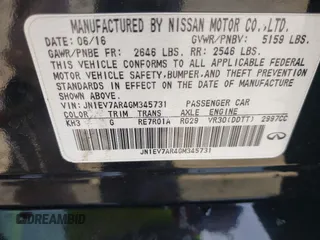 MANUFACTURED BY NISSAN MOTOR CO.,LTD.
DATE: 06/16 GVWR/PNBV: 5159 LBS.
GAWR/PNBE FR: 2646 LBS. RR: 2546 LBS.
THIS VEHICLE CONFORMS TO ALL APPLICABLE
FEDERAL MOTOR VEHICLE SAFETY, BUMPER, AND THEFT PREVENTION
STANDARDS IN EFFECT ON THE DATE OF MANUFACTURE
SHOWN ABOVE.
VIN: JN1EV7AR4GM345731 PASSENGER CAR
COLOR TRIM TRANS AXLE ENGINE
KH3 G RE7R01A RG29 VR30(DDTT) 2997CC
JN1EV7AR4GM345731
INFINITI
DREAMBID